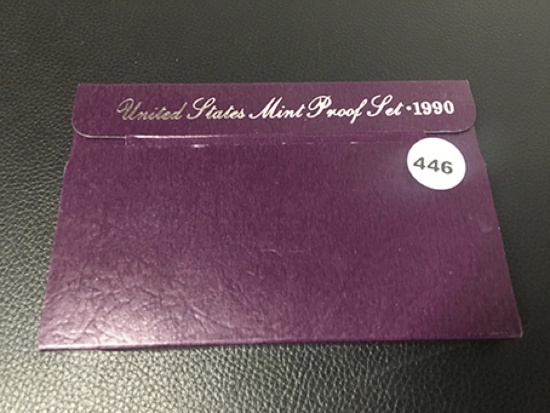 United States Mint Proof Set • 1990
446